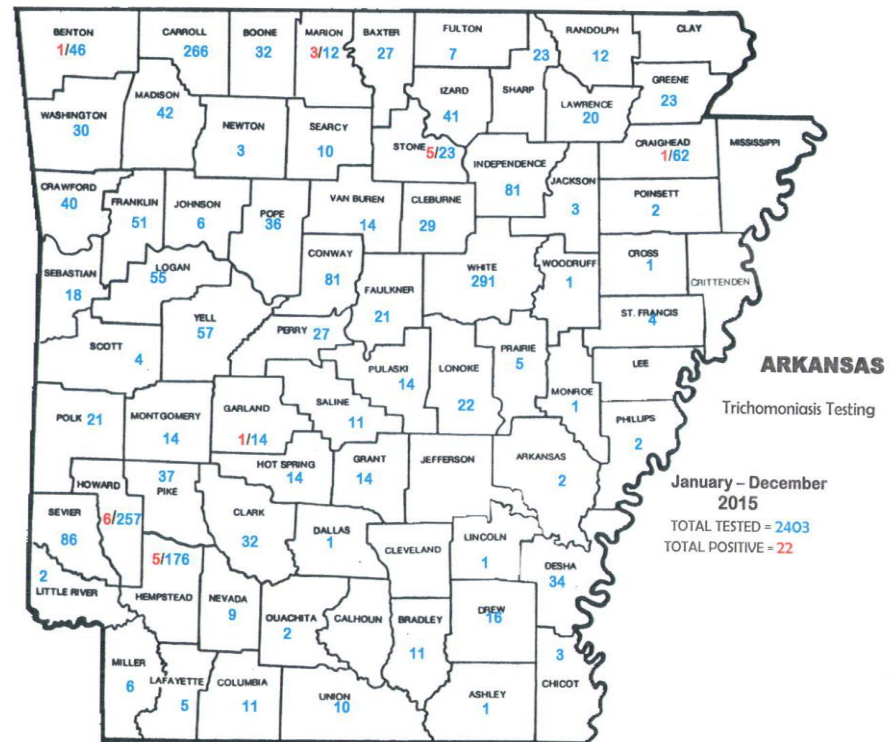 BENTON
1/46
CARROLL
266
BOONE
32
MARION
3/12
BAXTER
27
FULTON
7
23
RANDOLPH
12
CLAY
WASHINGTON
30
MADISON
42
NEWTON
3
SEARCY
10
STONE
5/23
IZARD
41
SHARP
LAWRENCE
20
GREENE
23
INDEPENDENCE
81
JACKSON
3
CRAIGHEAD
1/62
MISSISSIPPI
POINSETT
2
CRAWFORD
40
FRANKLIN
51
JOHNSON
6
POPE
36
VAN BUREN
14
CLEBURNE
29
SEBASTIAN
18
LOGAN
55
CONWAY
81
FAULKNER
21
WHITE
291
WOODRUFF
1
CROSS
1
CRITTENDEN
ST. FRANCIS
4
SCOTT
4
YELL
57
PERRY 27
PULASKI
14
LONOKE
22
PRAIRIE
5
MONROE
1
LEE
PHILLIPS
2
POLK 21
MONTGOMERY
14
GARLAND
1/14
SALINE
11
HOT SPRING
14
GRANT
14
JEFFERSON
ARKANSAS
2
HOWARD
6/257
37
PIKE
SEVIER
86
CLARK
32
DALLAS
1
CLEVELAND
LINCOLN
1
DESHA
34
2
LITTLE RIVER
5/176
HEMPSTEAD
NEVADA
9
OUACHITA
2
CALHOUN
BRADLEY
11
DREW
16
3
CHICOT
MILLER
6
LAFAYETTE
5
COLUMBIA
11
UNION
10
ASHLEY
1
ARKANSAS
Trichomoniasis Testing
January – December
2015
TOTAL TESTED = 2403
TOTAL POSITIVE = 22